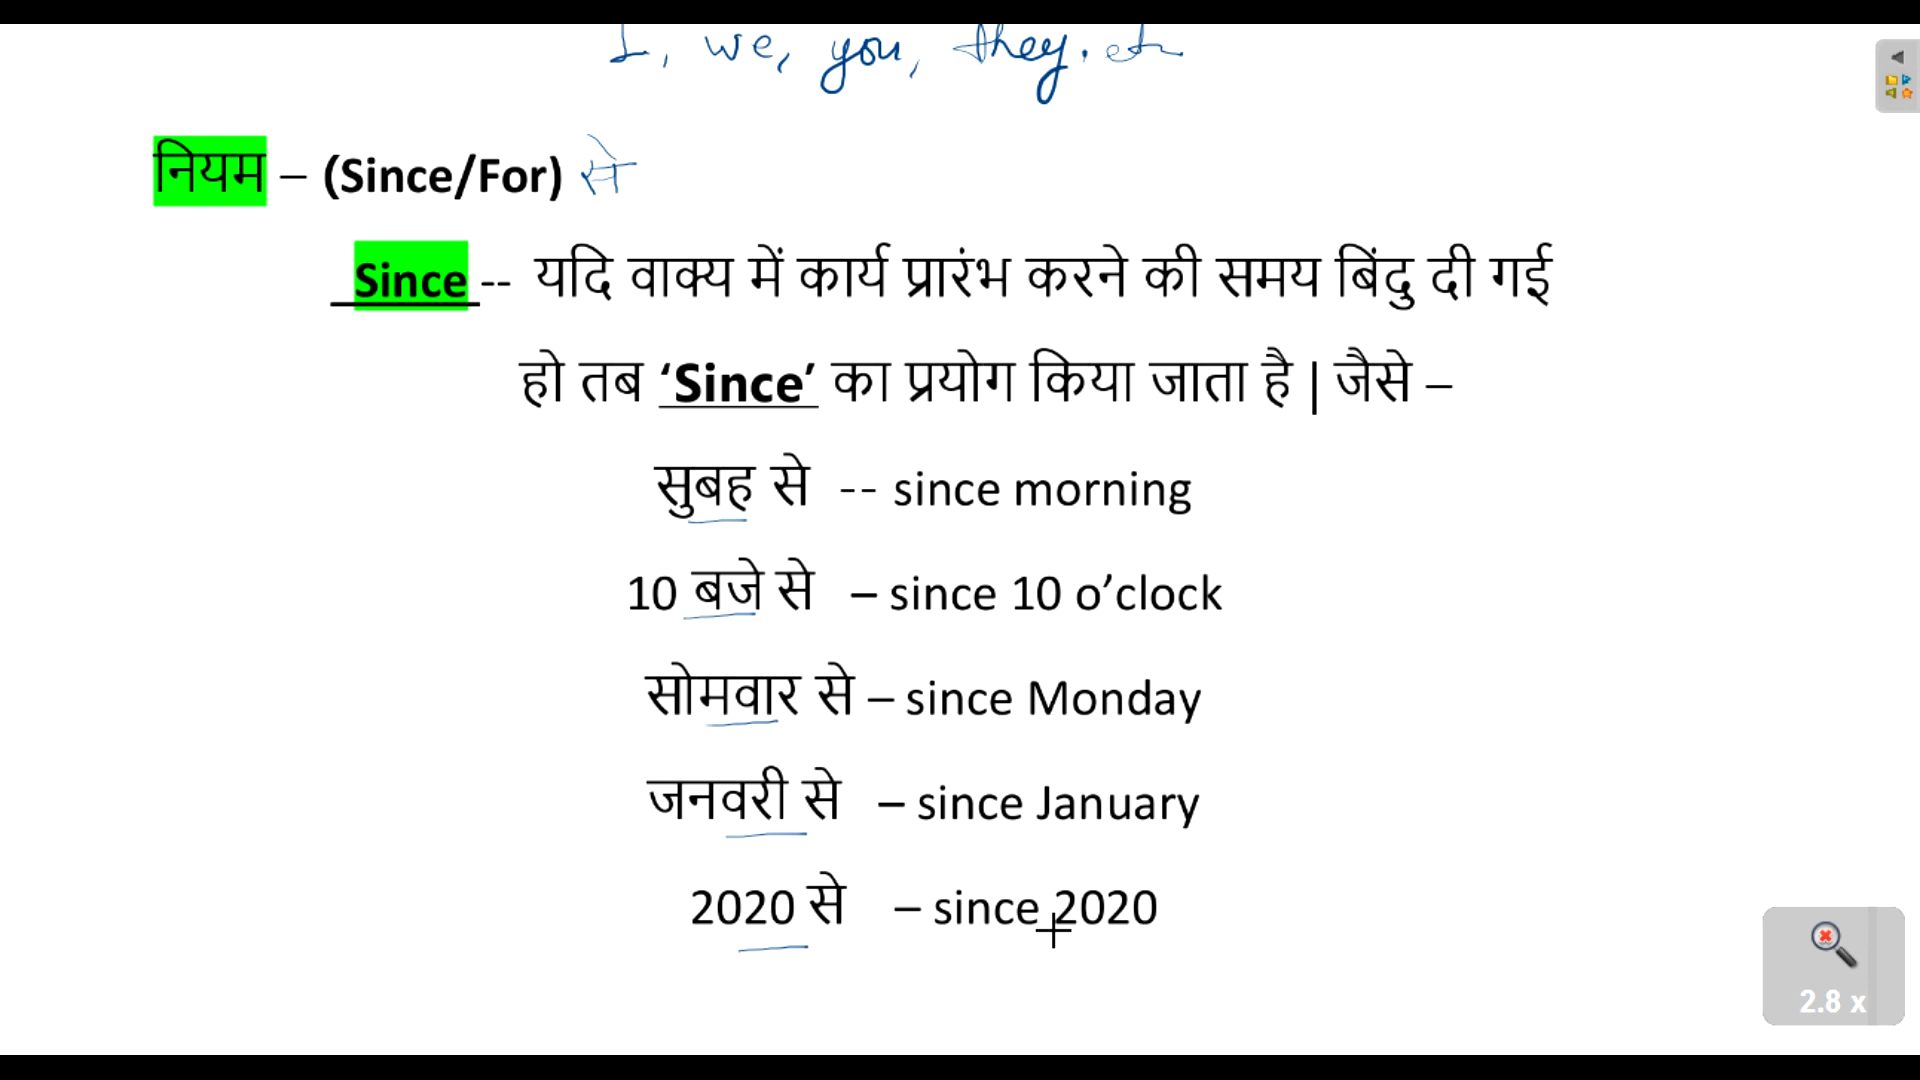 I, we, you, they. etc
नियम – (Since/For) से
Since -- यदि वाक्य में कार्य प्रारंभ करने की समय बिंदु दी गई
हो तब ‘Since’ का प्रयोग किया जाता है | जैसे –
सुबह से -- since morning
10 बजे से – since 10 o’clock
सोमवार से – since Monday
जनवरी से – since January
2020 से – since 2020
2.8 x